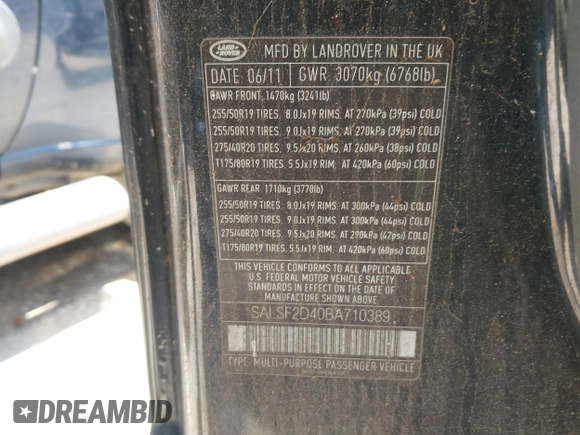 LAND
ROVER
MFD BY LANDROVER IN THE UK
DATE 06/11 GWR 3070kg (6768lb)
GAWR FRONT: 1470kg (3241lb)
255/50R19 TIRES. 8.0Jx19 RIMS. AT 270kPa (39psi) COLD
255/50R19 TIRES. 9.0Jx19 RIMS. AT 270kPa (39psi) COLD
275/40R20 TIRES. 9.5Jx20 RIMS. AT 260kPa (38psi) COLD
T175/80R19 TIRES. 5.5Jx19 RIM, AT 420kPa (60psi) COLD
GAWR REAR 1710kg (3778lb)
255/50R19 TIRES. 8.0Jx19 RIMS. AT 300kPa (44psi) COLD
255/50R19 TIRES. 9.0Jx19 RIMS. AT 300kPa (44psi) COLD
275/40R20 TIRES. 9.5Jx20 RIMS. AT 290kPa (42psi) COLD
T175/80R19 TIRES. 5.5Jx19 RIM, AT 420kPa (60psi) COLD
THIS VEHICLE CONFORMS TO ALL APPLICABLE
U.S. FEDERAL MOTOR VEHICLE SAFETY
STANDARDS IN EFFECT ON THE DATE OF
MANUFACTURE SHOWN ABOVE.
SALSF2D40BA710389
TYPE: MULTI-PURPOSE PASSENGER VEHICLE
DREAMBID